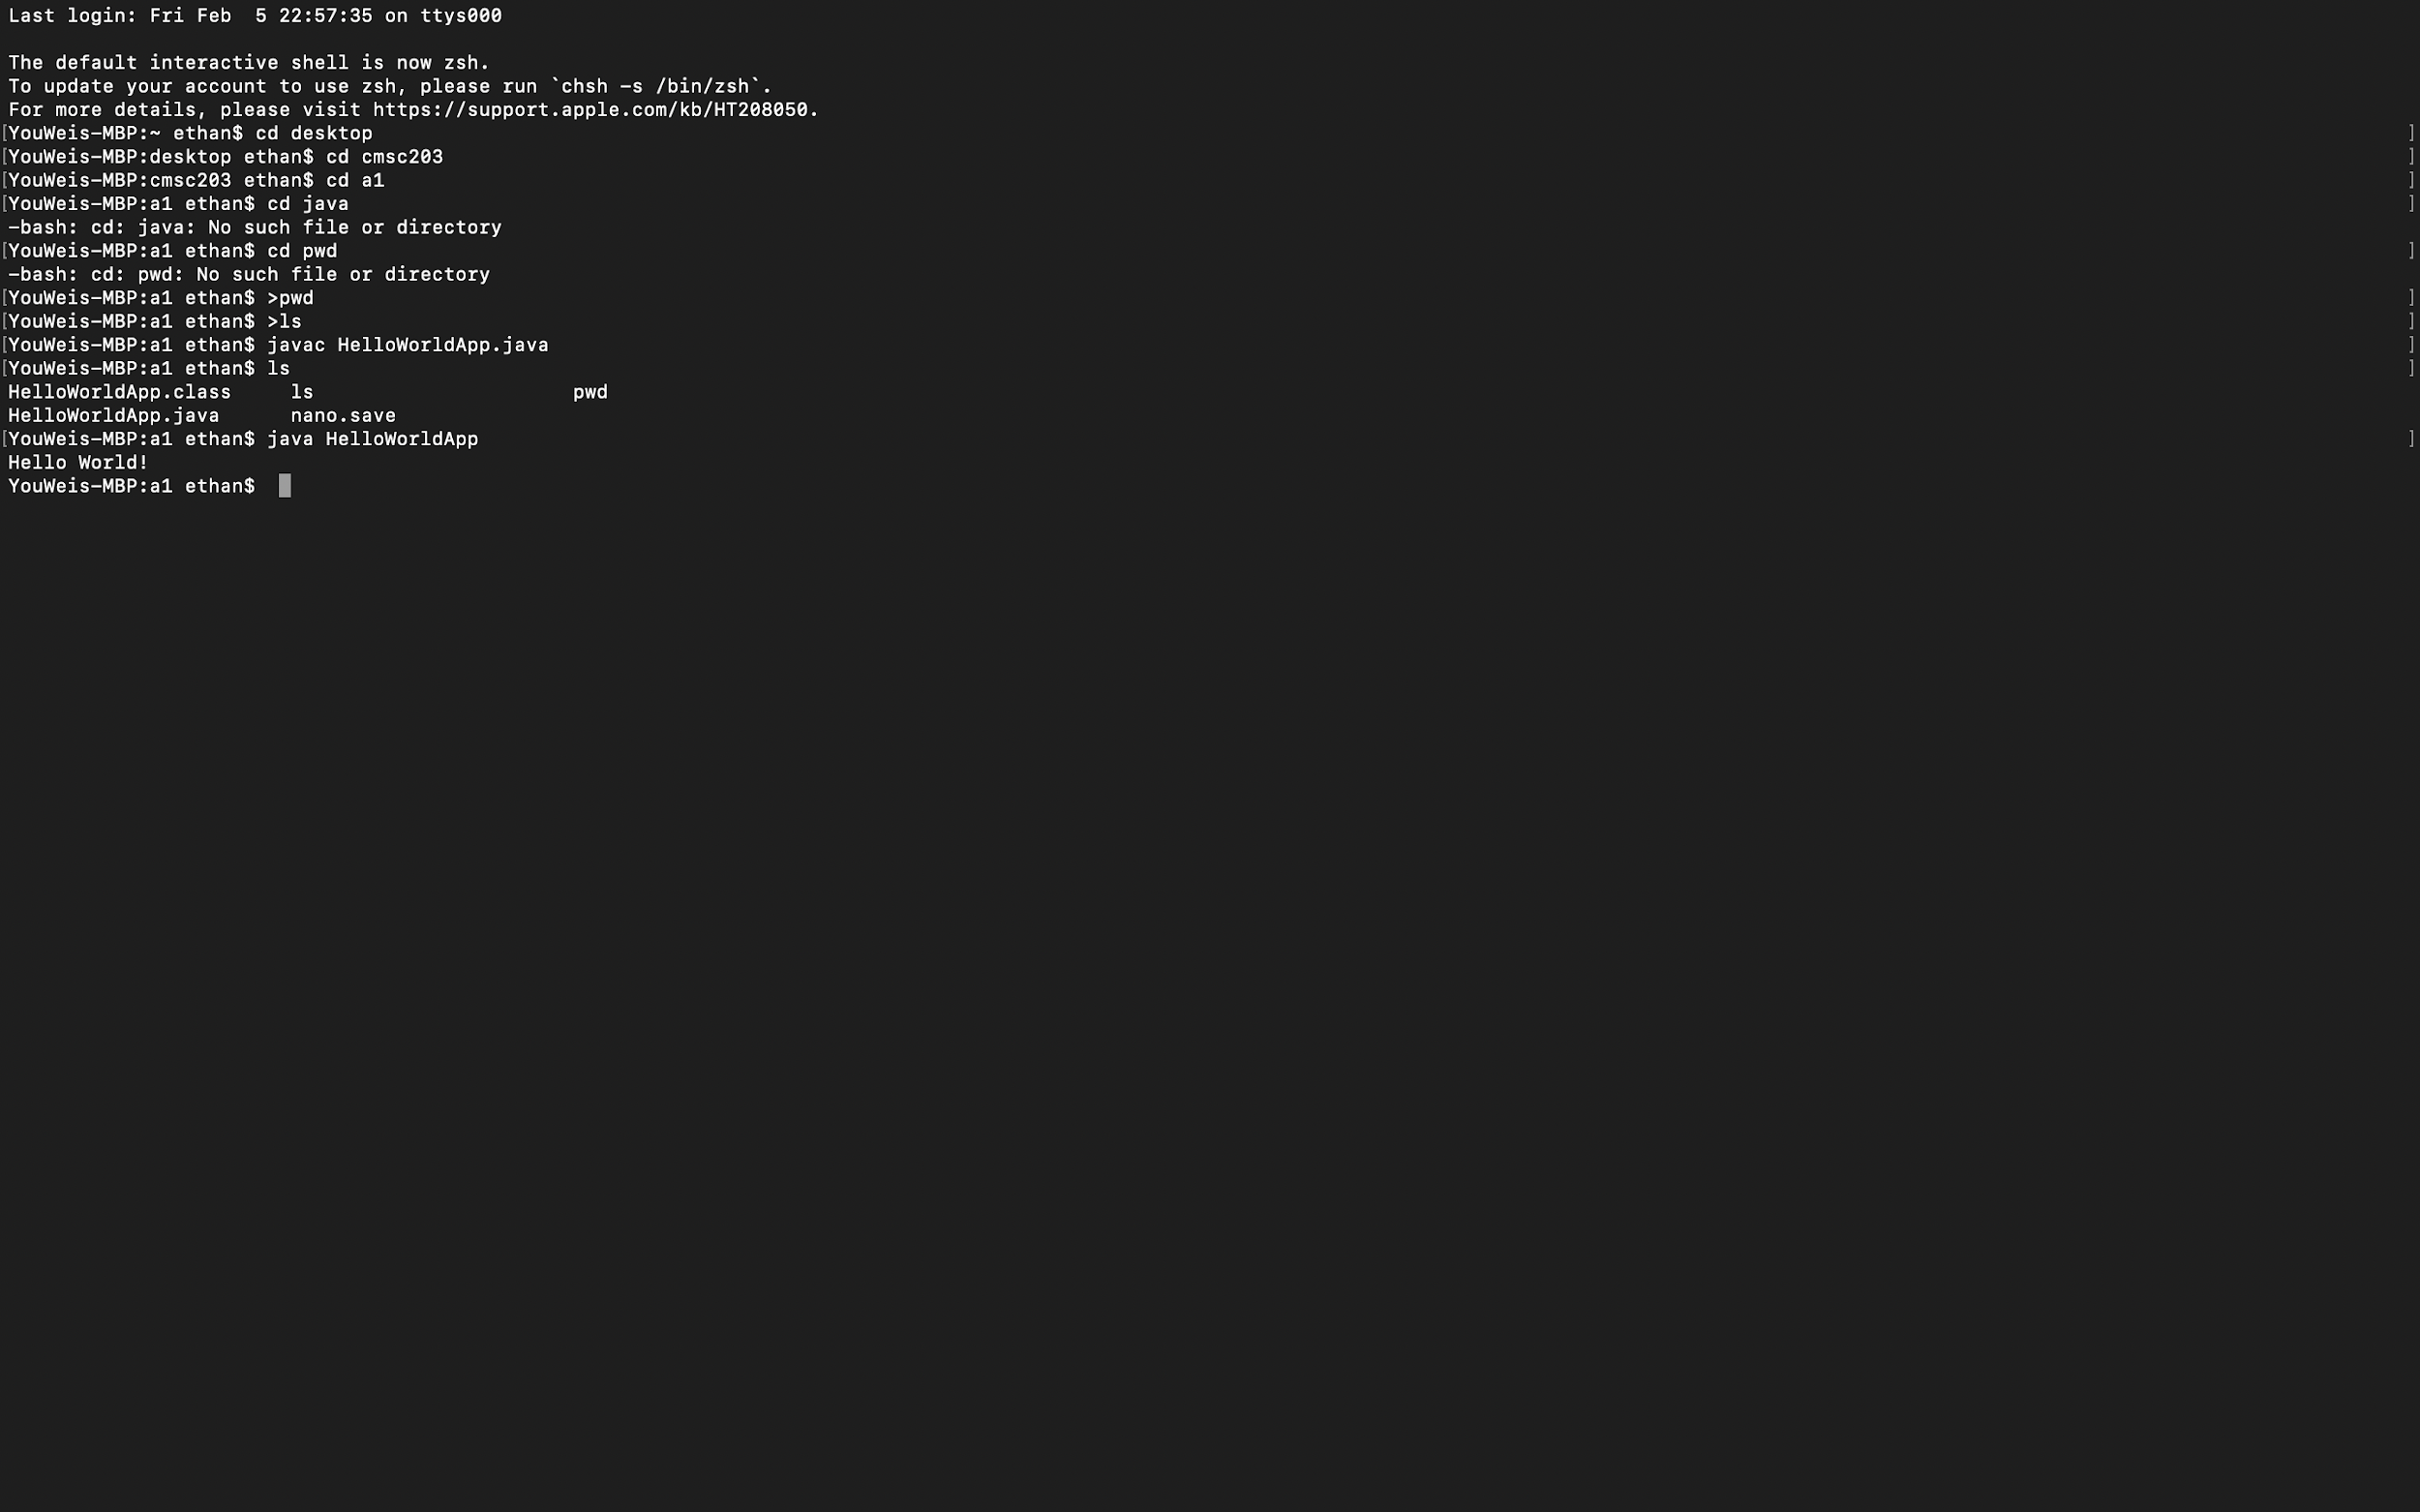 Last login: Fri Feb  5 22:57:35 on ttys000

The default interactive shell is now zsh.
To update your account to use zsh, please run `chsh -s /bin/zsh`.
For more details, please visit https://support.apple.com/kb/HT208050.
[YouWeis-MBP:~ ethan$ cd desktop ]
[YouWeis-MBP:desktop ethan$ cd cmsc203 ]
[YouWeis-MBP:cmsc203 ethan$ cd a1 ]
[YouWeis-MBP:a1 ethan$ cd java ]
-bash: cd: java: No such file or directory
[YouWeis-MBP:a1 ethan$ cd pwd ]
-bash: cd: pwd: No such file or directory
[YouWeis-MBP:a1 ethan$ >pwd ]
[YouWeis-MBP:a1 ethan$ >ls ]
[YouWeis-MBP:a1 ethan$ javac HelloWorldApp.java ]
[YouWeis-MBP:a1 ethan$ ls ]
HelloWorldApp.class     ls                      pwd
HelloWorldApp.java      nano.save
[YouWeis-MBP:a1 ethan$ java HelloWorldApp ]
Hello World!
YouWeis-MBP:a1 ethan$